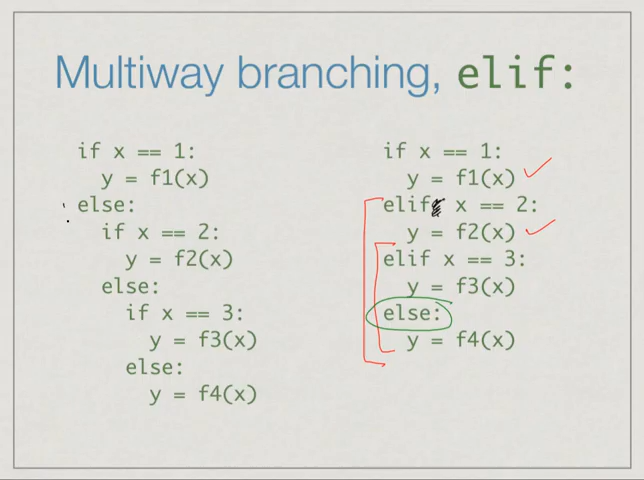 Multiway branching, elif:
if x == 1:
  y = f1(x)
else:
  if x == 2:
    y = f2(x)
  else:
    if x == 3:
      y = f3(x)
    else:
      y = f4(x)
if x == 1:
  y = f1(x)
elif x == 2:
  y = f2(x)
elif x == 3:
  y = f3(x)
else:
  y = f4(x)